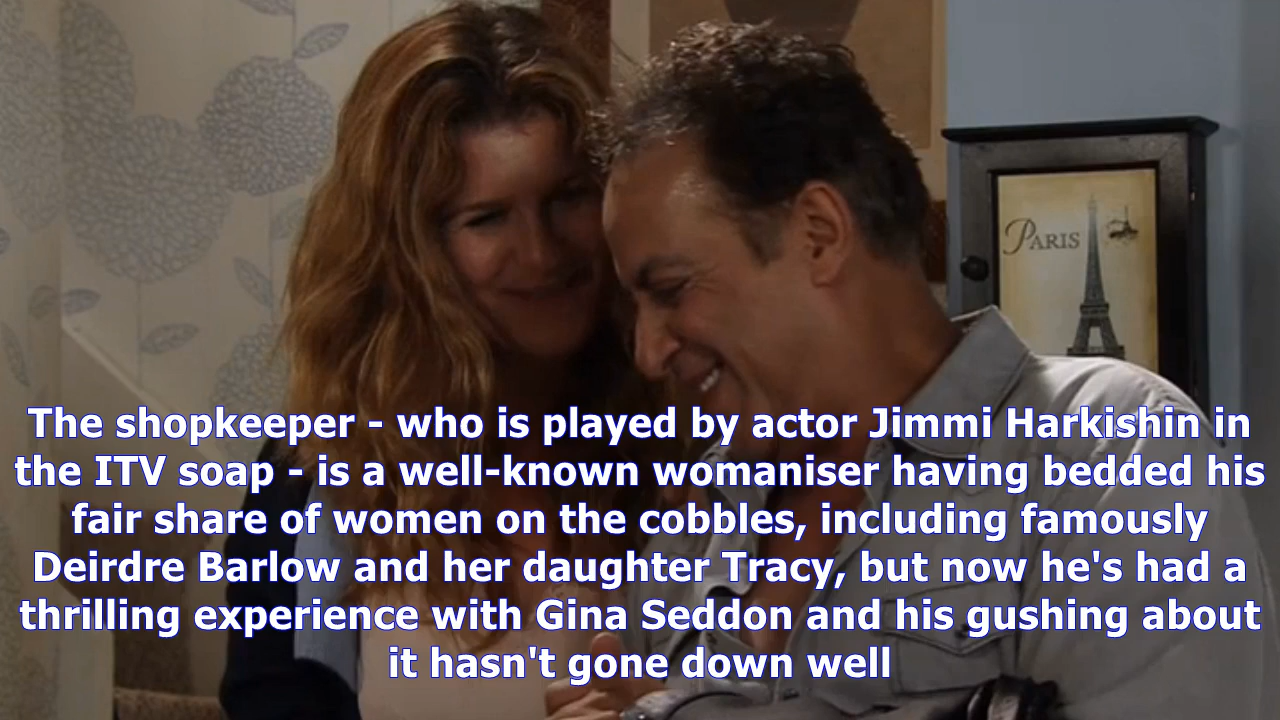 PARIS
The shopkeeper - who is played by actor Jimmi Harkishin in
the ITV soap - is a well-known womaniser having bedded his
fair share of women on the cobbles, including famously
Deirdre Barlow and her daughter Tracy, but now he's had a
thrilling experience with Gina Seddon and his gushing about
it hasn't gone down well